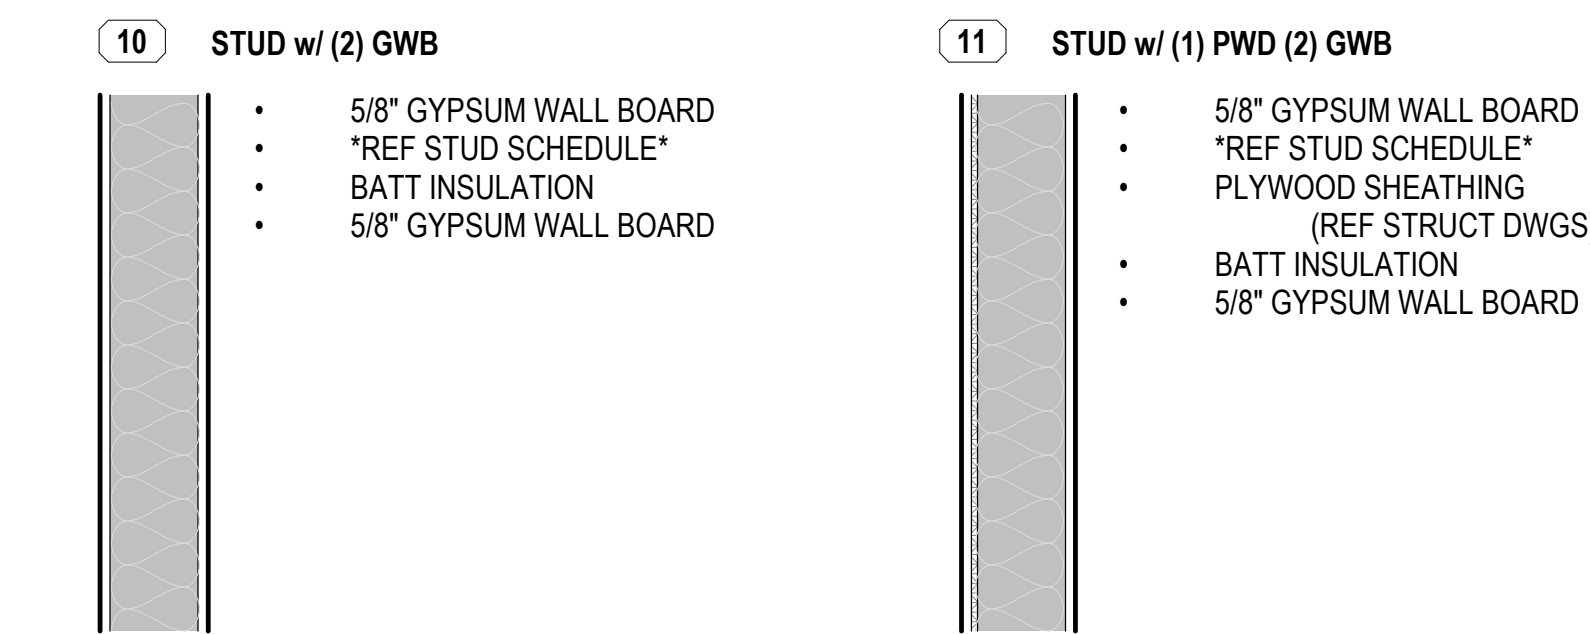 10 STUD w/ (2) GWB
• 5/8" GYPSUM WALL BOARD
• *REF STUD SCHEDULE*
• BATT INSULATION
• 5/8" GYPSUM WALL BOARD
11 STUD w/ (1) PWD (2) GWB
• 5/8" GYPSUM WALL BOARD
• *REF STUD SCHEDULE*
• PLYWOOD SHEATHING
(REF STRUCT DWGS)
• BATT INSULATION
• 5/8" GYPSUM WALL BOARD